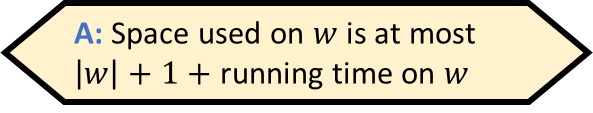 A: Space used on w is at most
|w| + 1 + running time on w